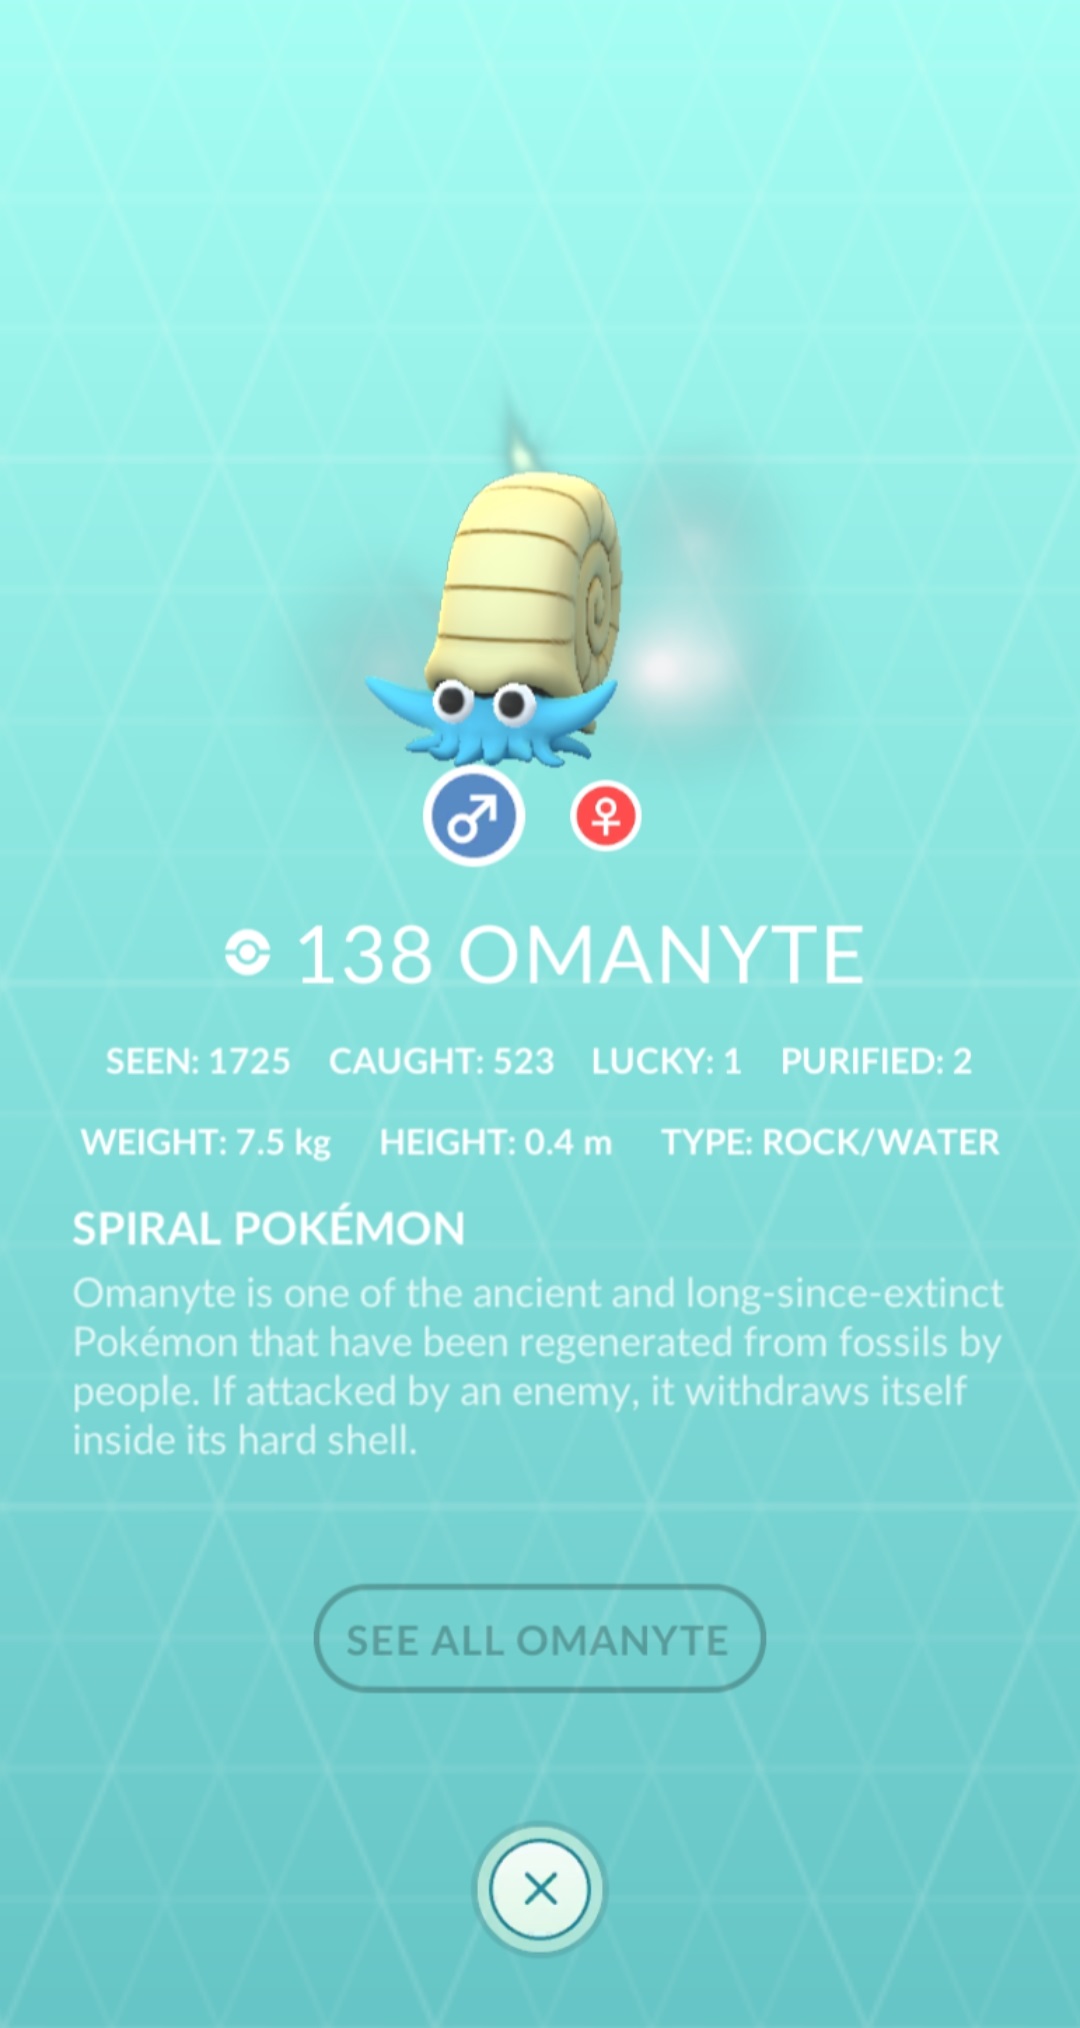 138 OMANYTE
SEEN: 1725 CAUGHT: 523 LUCKY: 1 PURIFIED: 2
WEIGHT: 7.5 kg HEIGHT: 0.4 m TYPE: ROCK/WATER
SPIRAL POKÉMON
Omanyte is one of the ancient and long-since-extinct
Pokémon that have been regenerated from fossils by
people. If attacked by an enemy, it withdraws itself
inside its hard shell.
SEE ALL OMANYTE